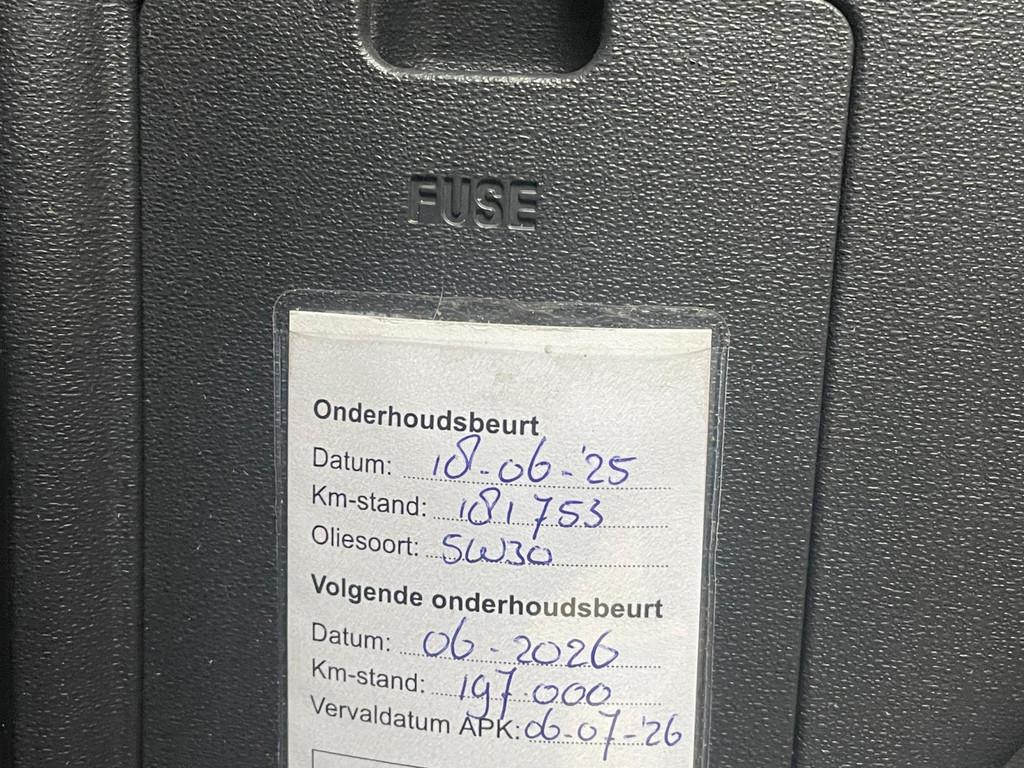 FUSE
Onderhoudsbeurt
Datum: 18-06-'25
Km-stand: 181753
Oliesoort: 5W30
Volgende onderhoudsbeurt
Datum: 06-2026
Km-stand: 197.000
Vervaldatum APK: 06-07-'26